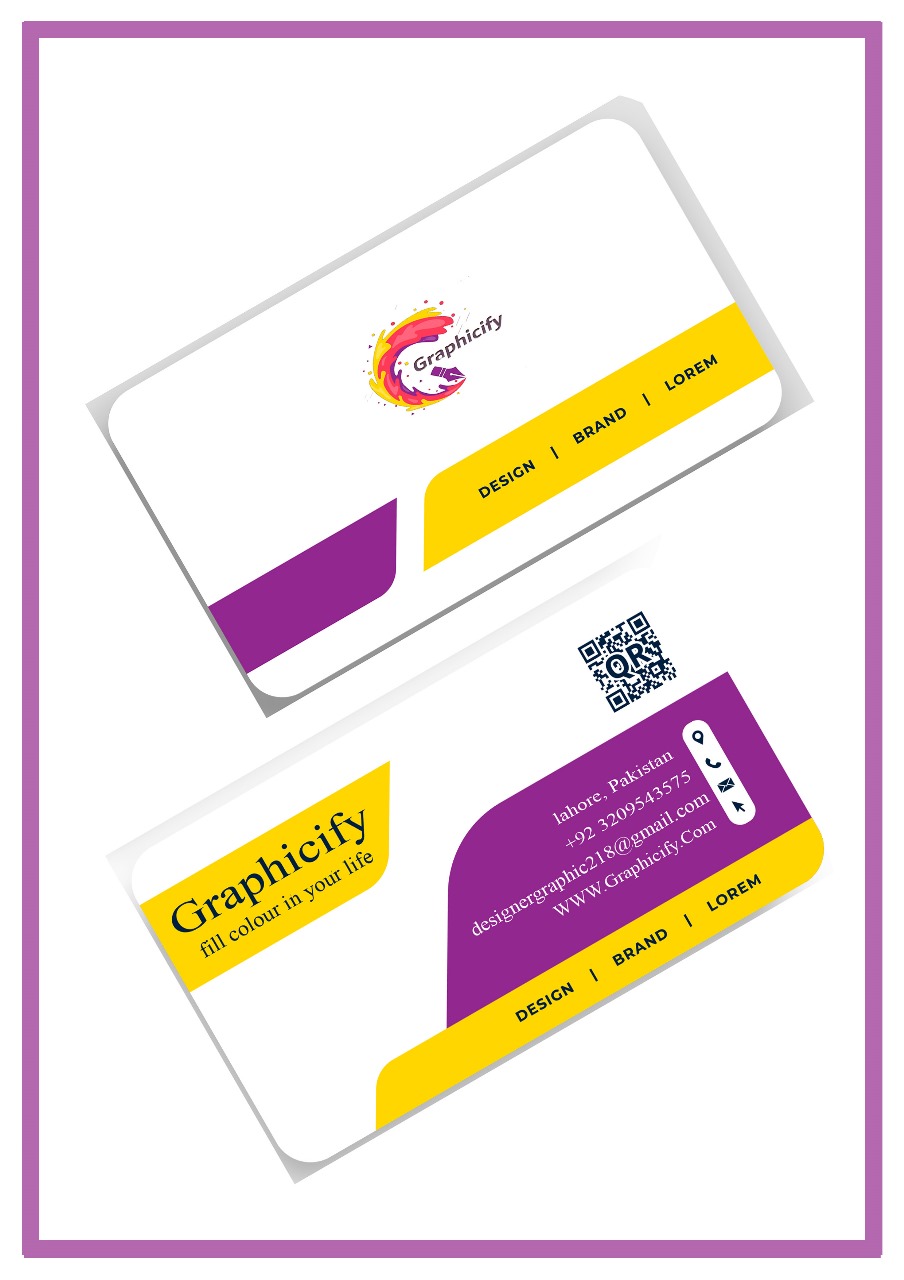 Graphicify
DESIGN | BRAND | LOREM
QR
Graphicify
fill colour in your life
lahore, Pakistan
+92 3209543575
designergraphic218@gmail.com
WWW.Graphicify.Com
DESIGN | BRAND | LOREM